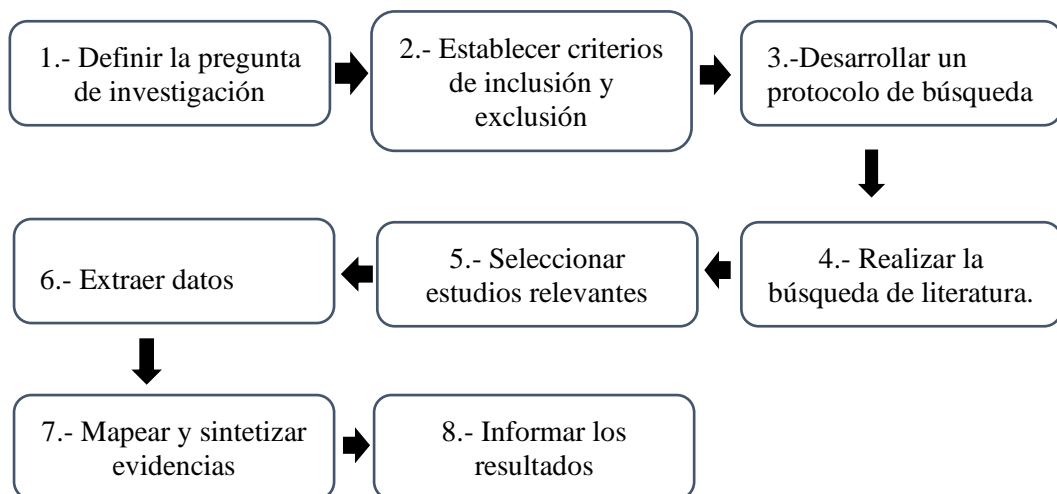 1.- Definir la pregunta
de investigación
2.- Establecer criterios
de inclusión y
exclusión
3.-Desarrollar un
protocolo de búsqueda
4.- Realizar la
búsqueda de literatura.
5.- Seleccionar
estudios relevantes
6.- Extraer datos
7.- Mapear y sintetizar
evidencias
8.- Informar los
resultados